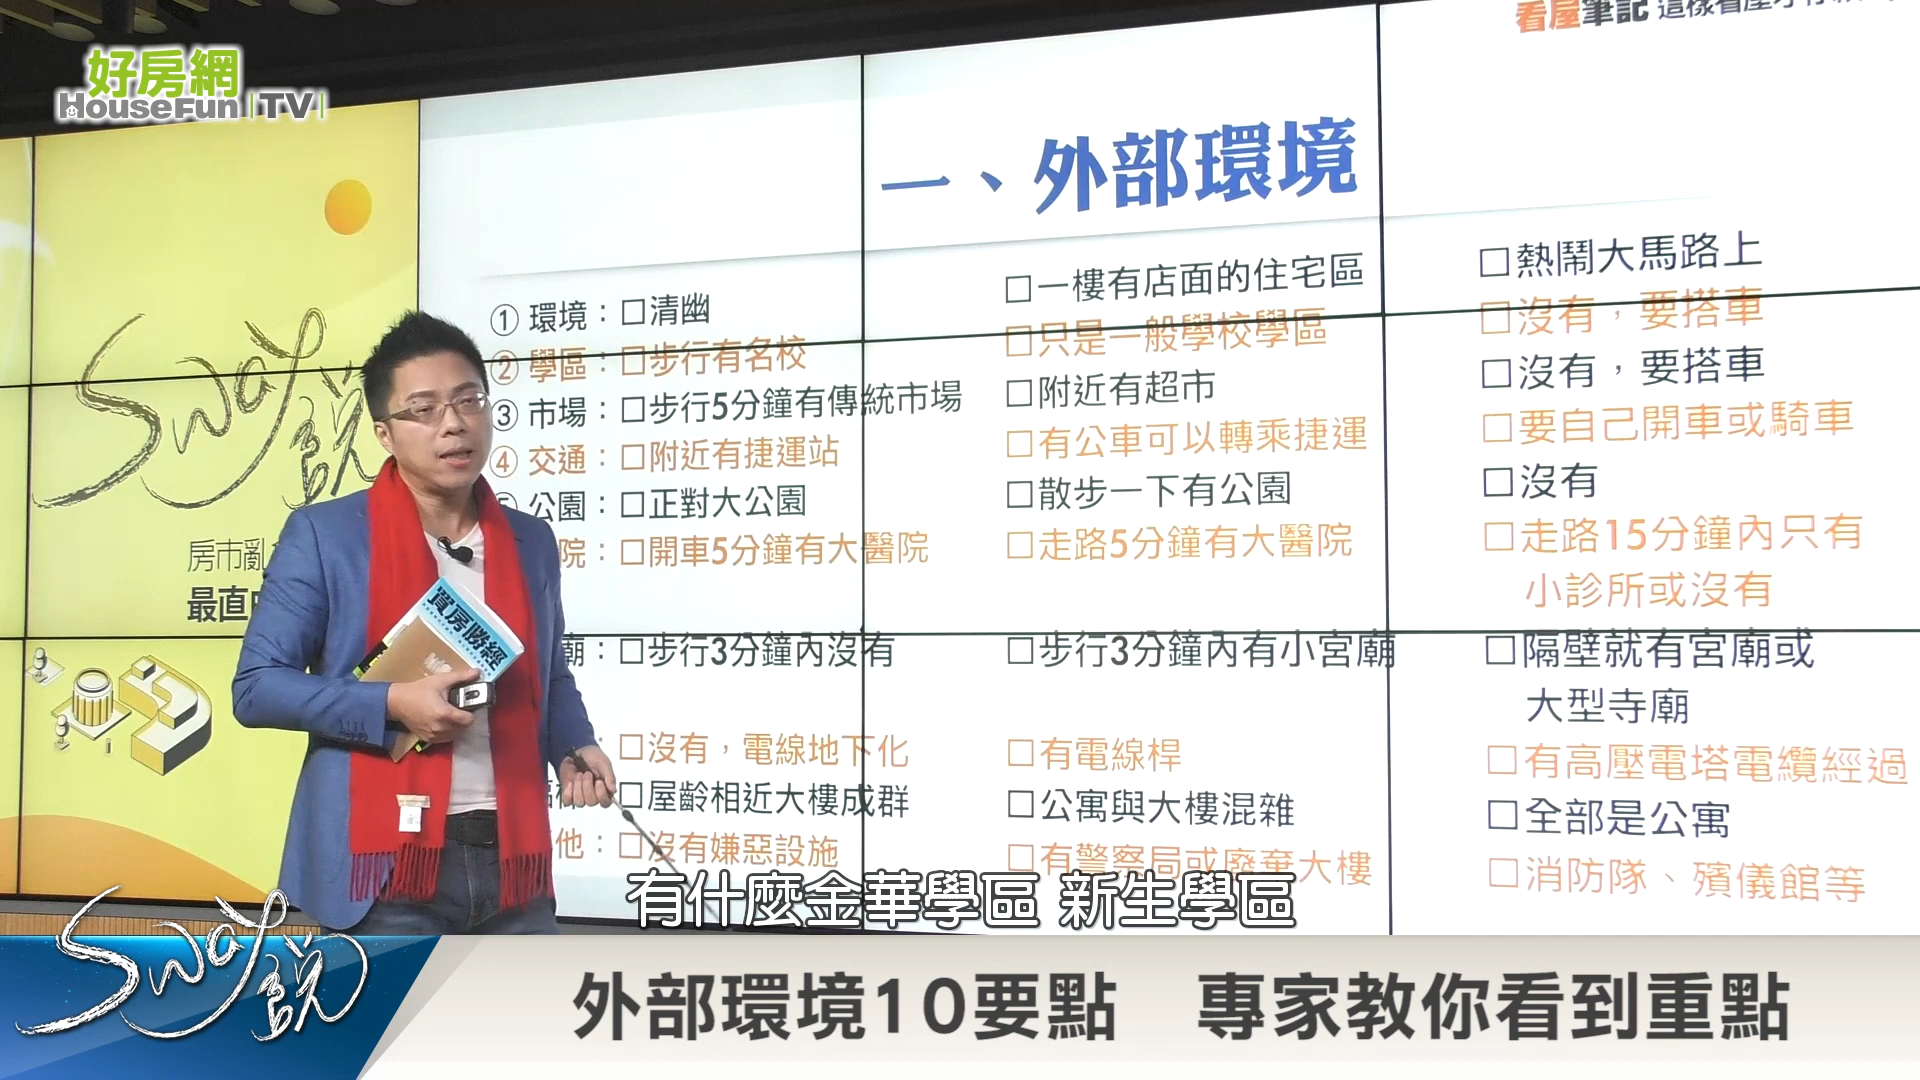 好房網
HouseFun TV
看屋筆記
一、外部環境
① 環境：□清幽 □一樓有店面的住宅區 □熱鬧大馬路上
② 學區：□步行有名校 □只是一般學校學區 □沒有，要搭車
③ 市場：□步行5分鐘有傳統市場 □附近有超市 □沒有，要搭車
④ 交通：□附近有捷運站 □有公車可以轉乘捷運 □要自己開車或騎車
公園：□正對大公園 □散步一下有公園 □沒有
院：□開車5分鐘有大醫院 □走路5分鐘有大醫院 □走路15分鐘內只有
小診所或沒有
廟：□步行3分鐘內沒有 □步行3分鐘內有小宮廟 □隔壁就有宮廟或
大型寺廟
：□沒有，電線地下化 □有電線桿 □有高壓電塔電纜經過
□屋齡相近大樓成群 □公寓與大樓混雜 □全部是公寓
他：□沒有嫌惡設施 □有警察局或廢棄大樓 □消防隊、殯儀館等
Sway說
房市亂
最直
買房勝經
有什麼金華學區 新生學區
Sway說
外部環境10要點 專家教你看到重點